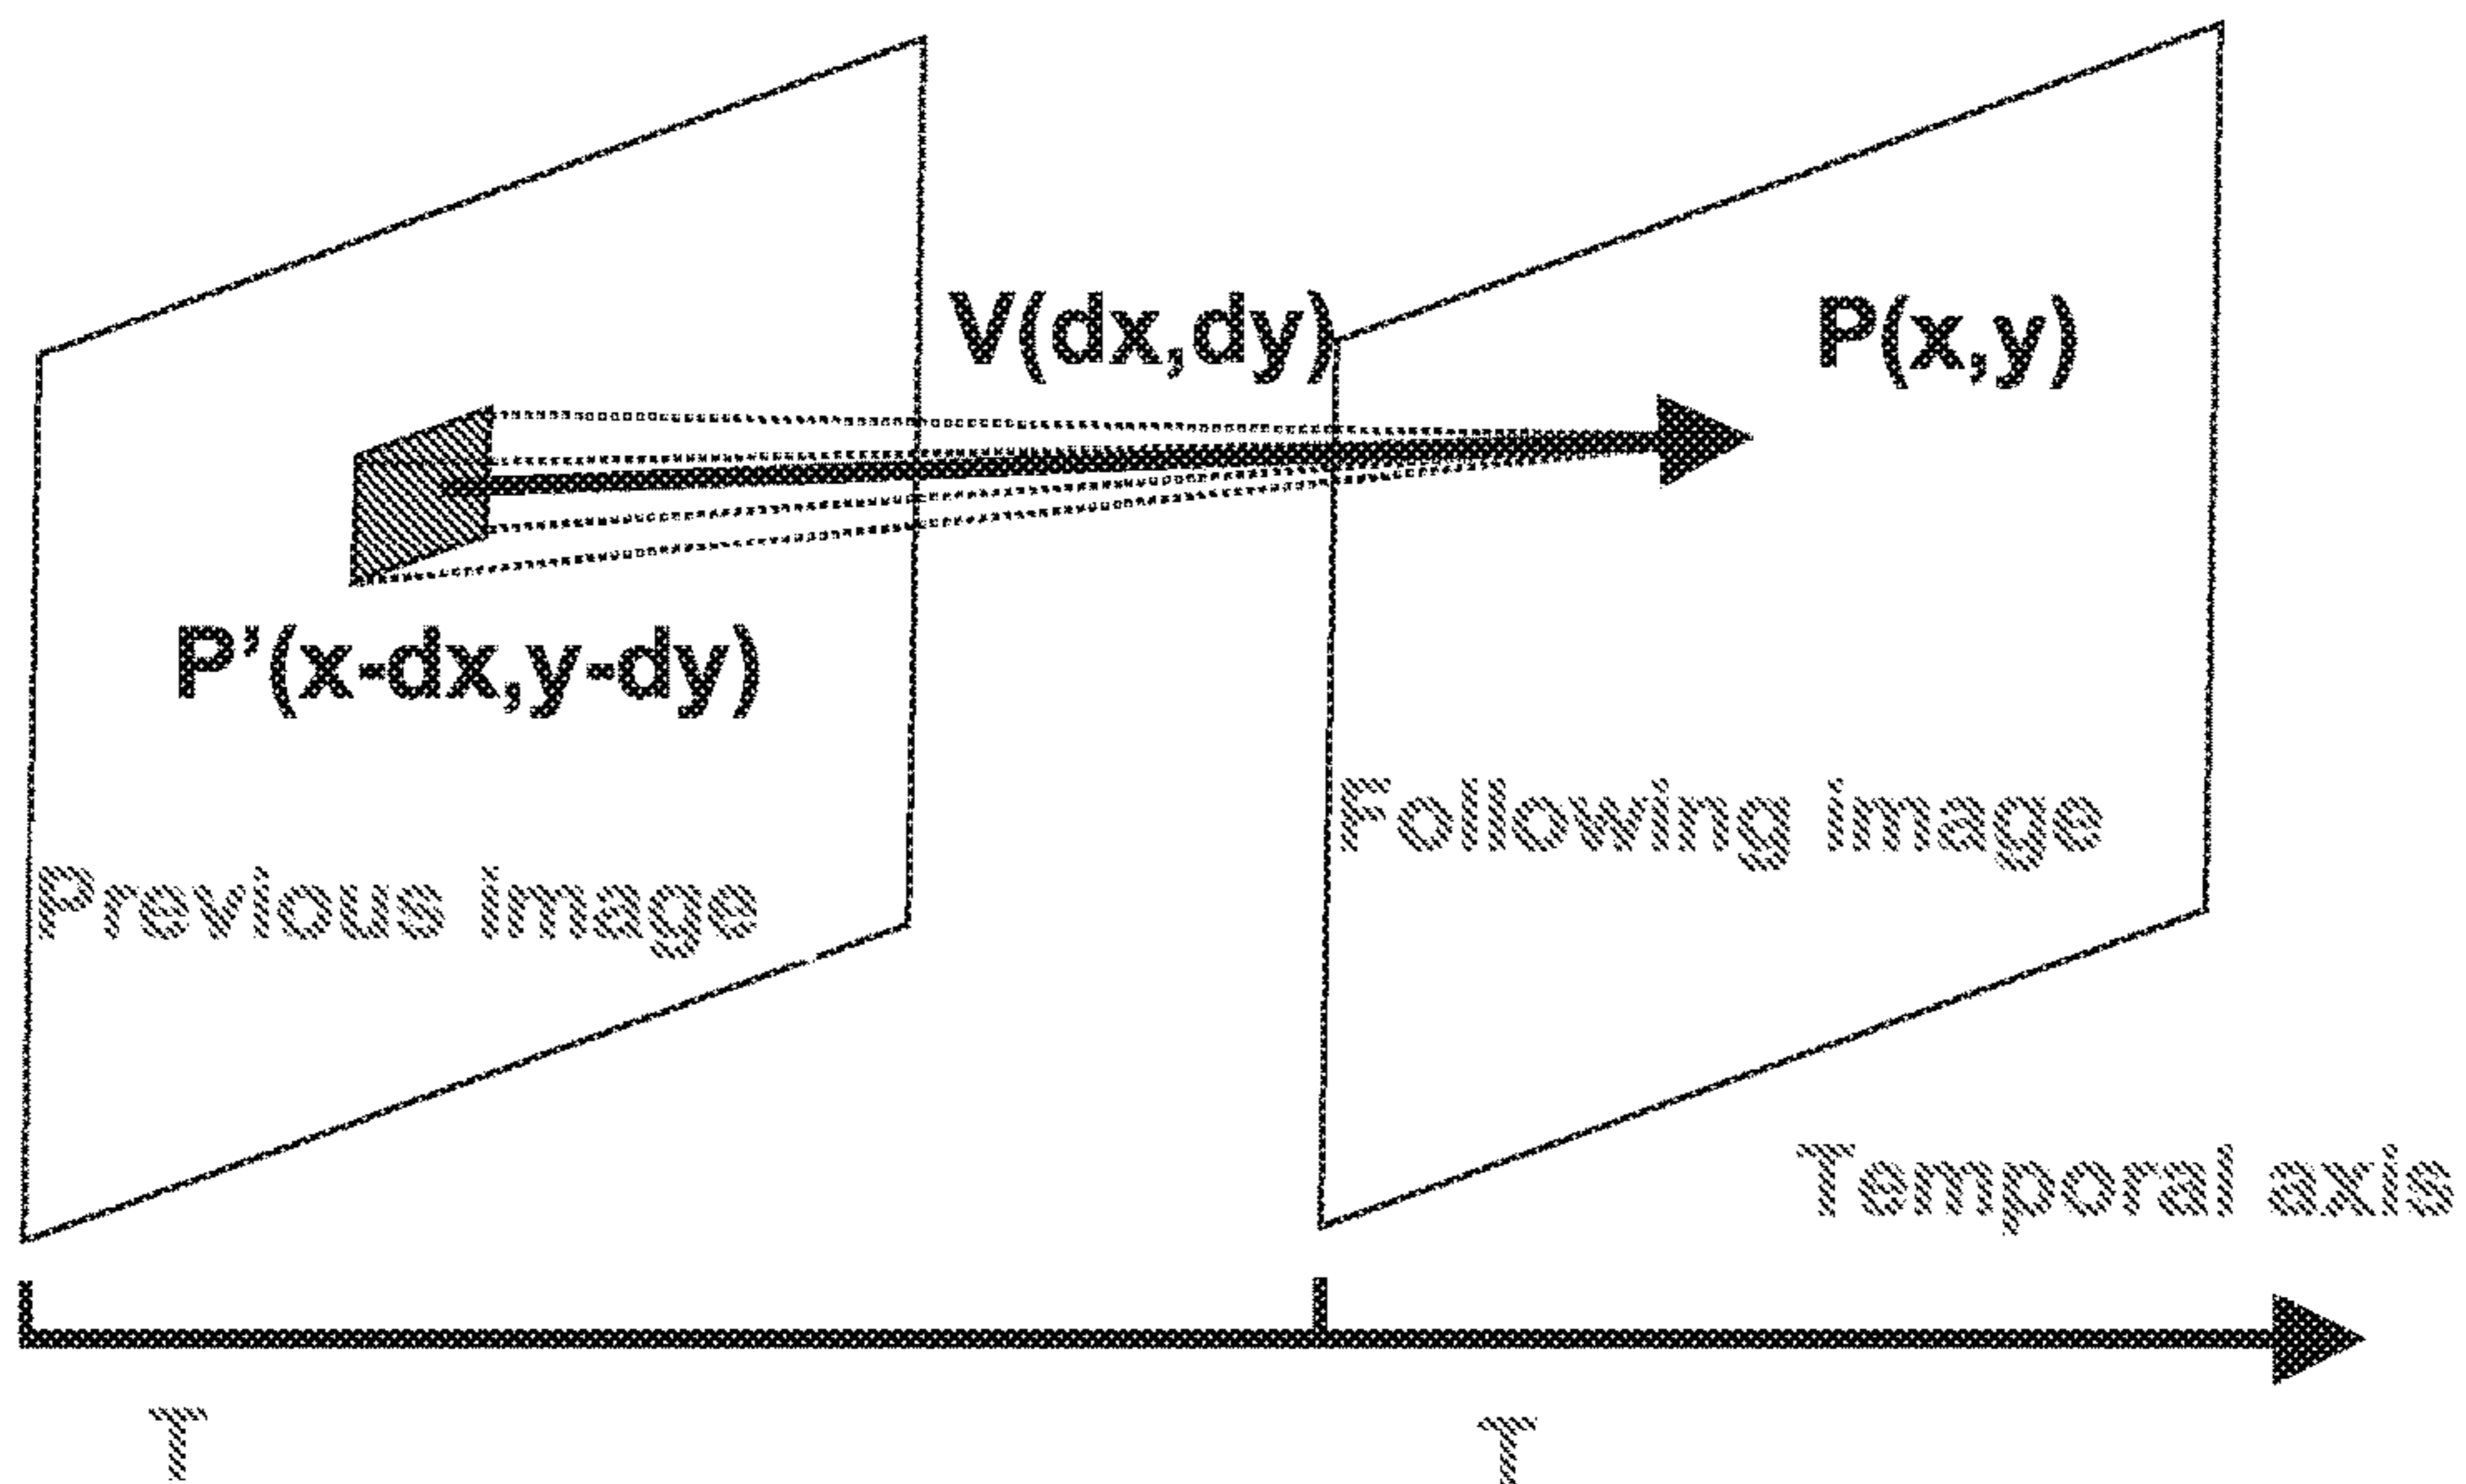 V(dx,dy)
P(x,y)
P'(x-dx,y-dy)
Following image
Previous image
Temporal axis
T
T